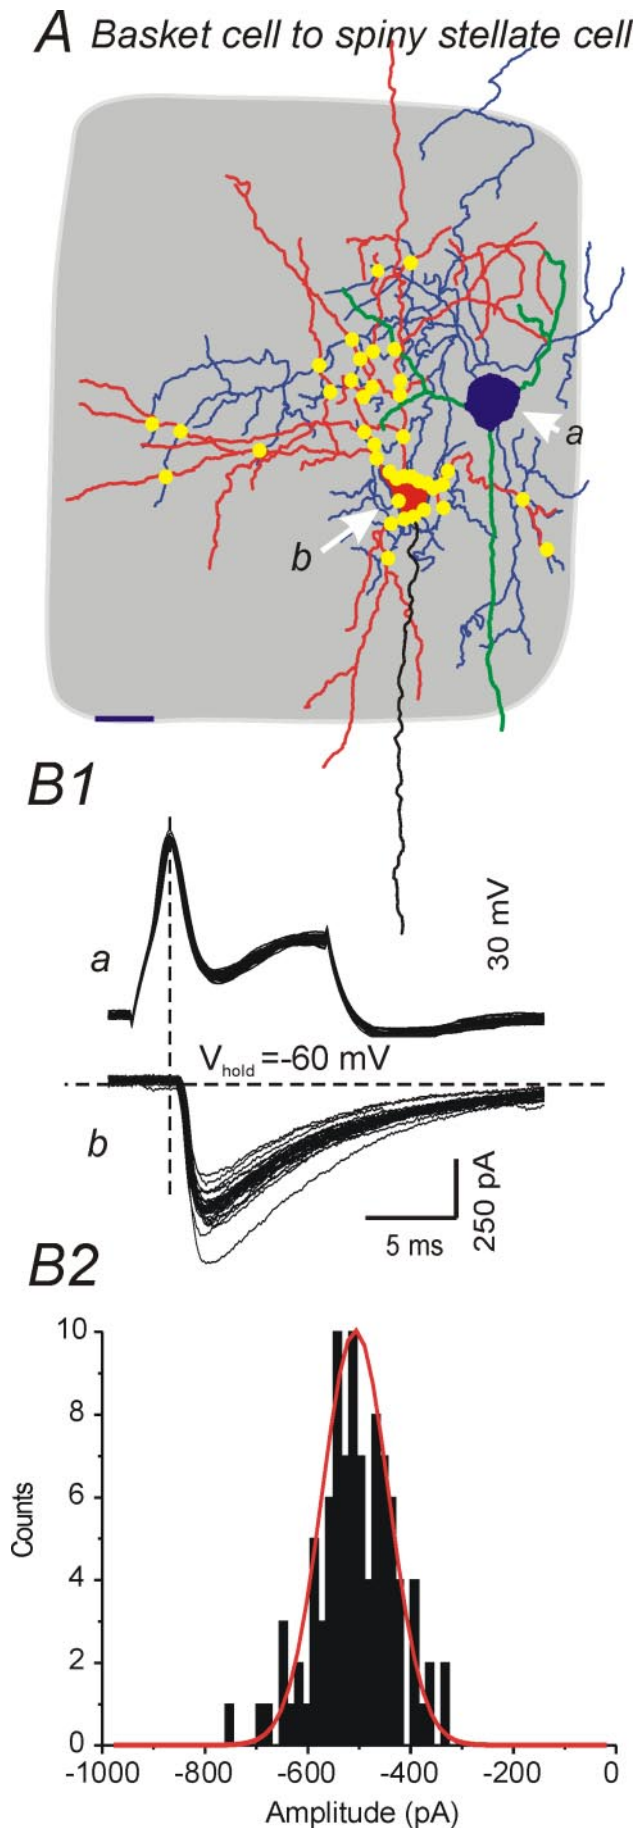 A Basket cell to spiny stellate cell
a
b
B1
a
30 mV
Vhold =-60 mV
b
250 pA
5 ms
B2
10
8
6
4
2
0
Counts
-1000 -800 -600 -400 -200 0
Amplitude (pA)